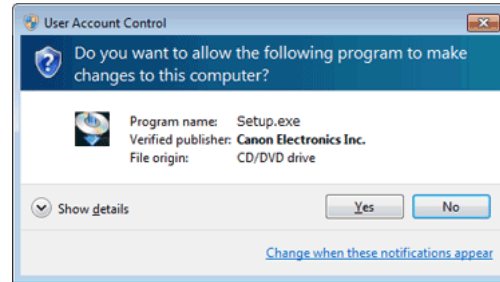 User Account Control
Do you want to allow the following program to make
changes to this computer?
Program name: Setup.exe
Verified publisher: Canon Electronics Inc.
File origin: CD/DVD drive
Show details
Yes
No
Change when these notifications appear